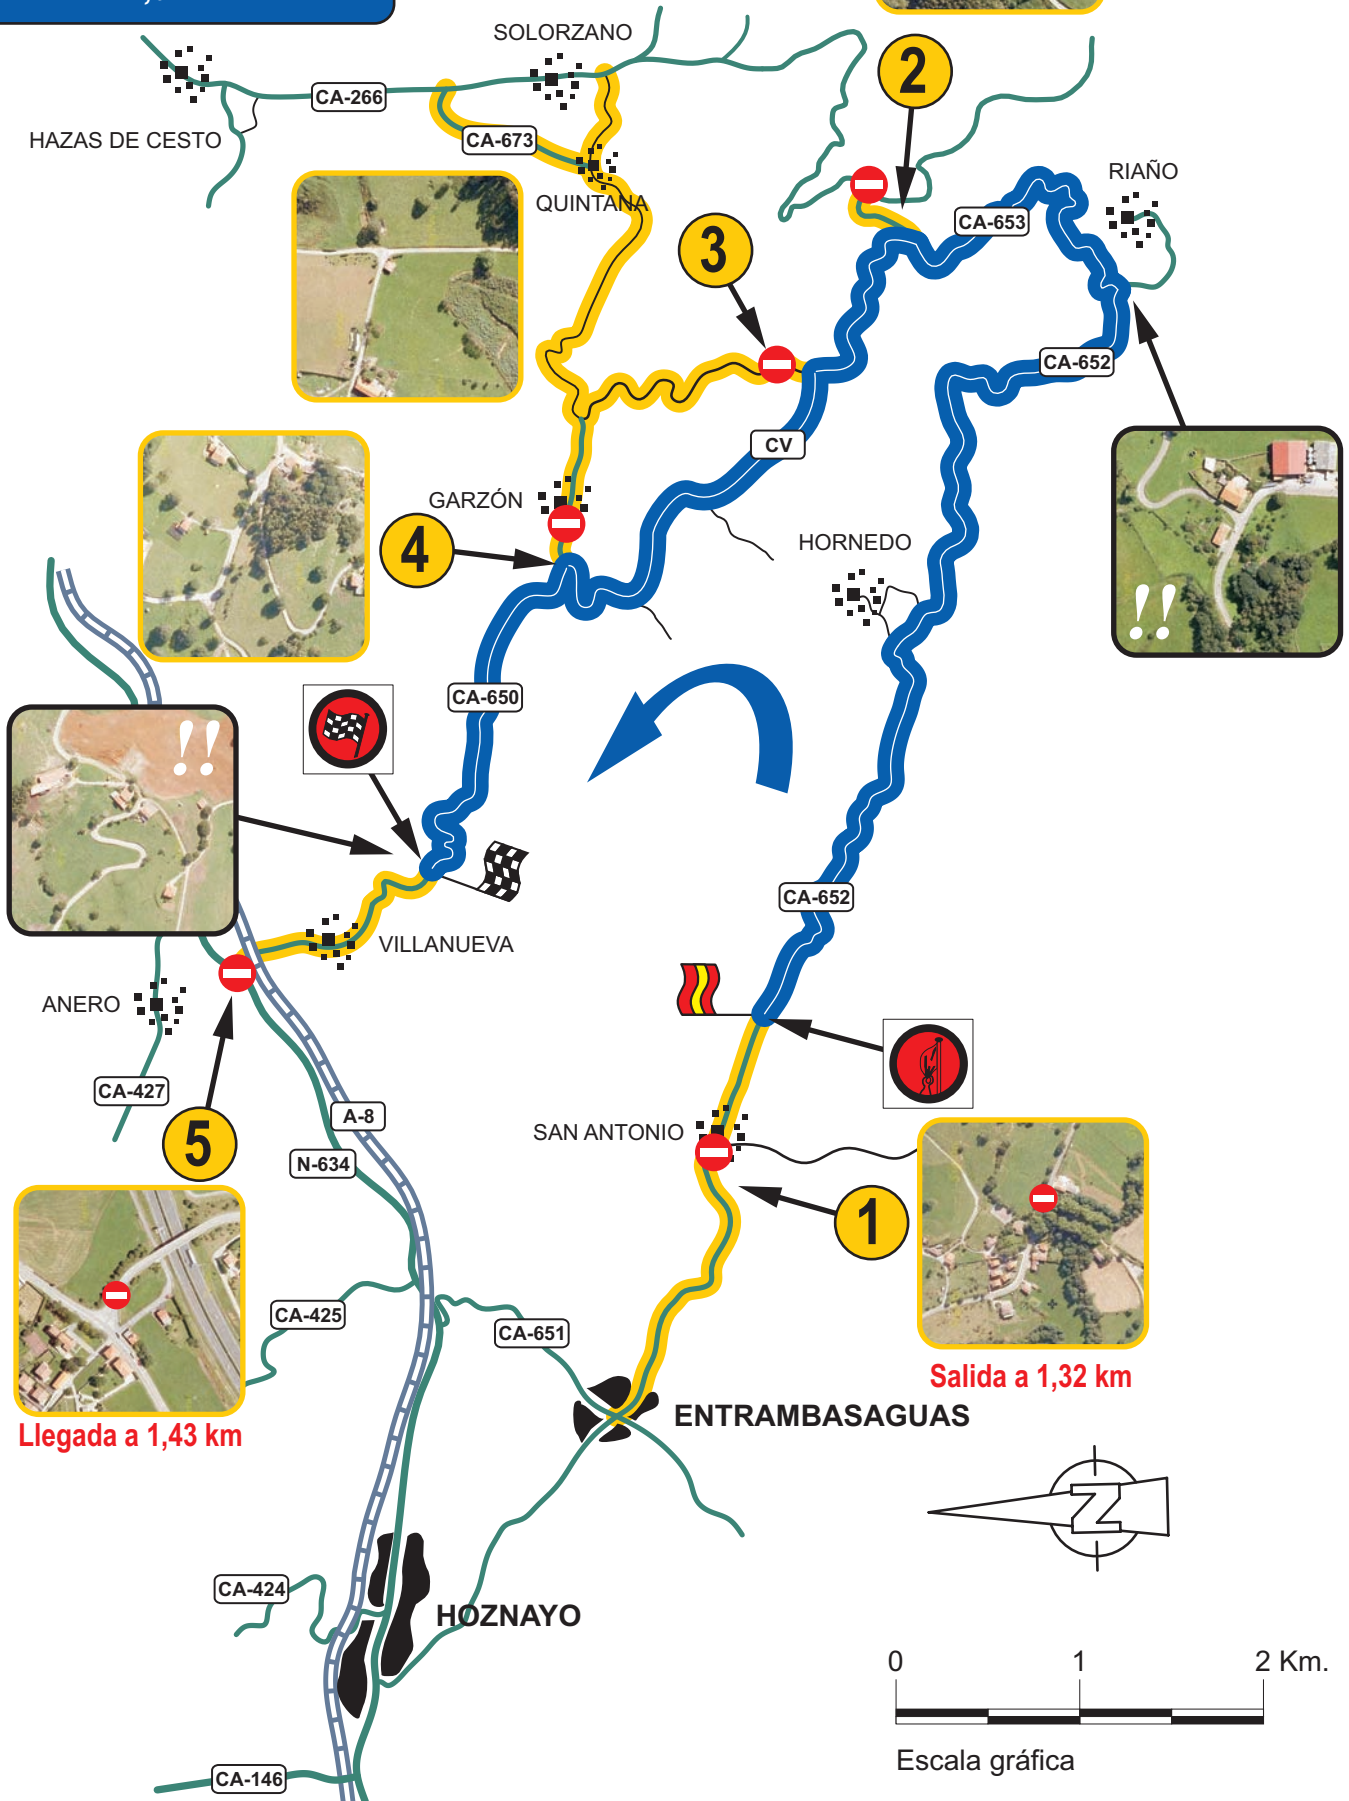 SOLORZANO
2
CA-266
HAZAS DE CESTO
CA-673
RIAÑO
QUINTANA
CA-653
3
CA-652
CV
GARZÓN
4
HORNEDO
!!
CA-650
!!
CA-652
VILLANUEVA
ANERO
CA-427
A-8
5
N-634
SAN ANTONIO
1
CA-425
CA-651
Salida a 1,32 km
ENTRAMBASAGUAS
Llegada a 1,43 km
N
CA-424
HOZNAYO
0 1 2 Km.
Escala gráfica
CA-146